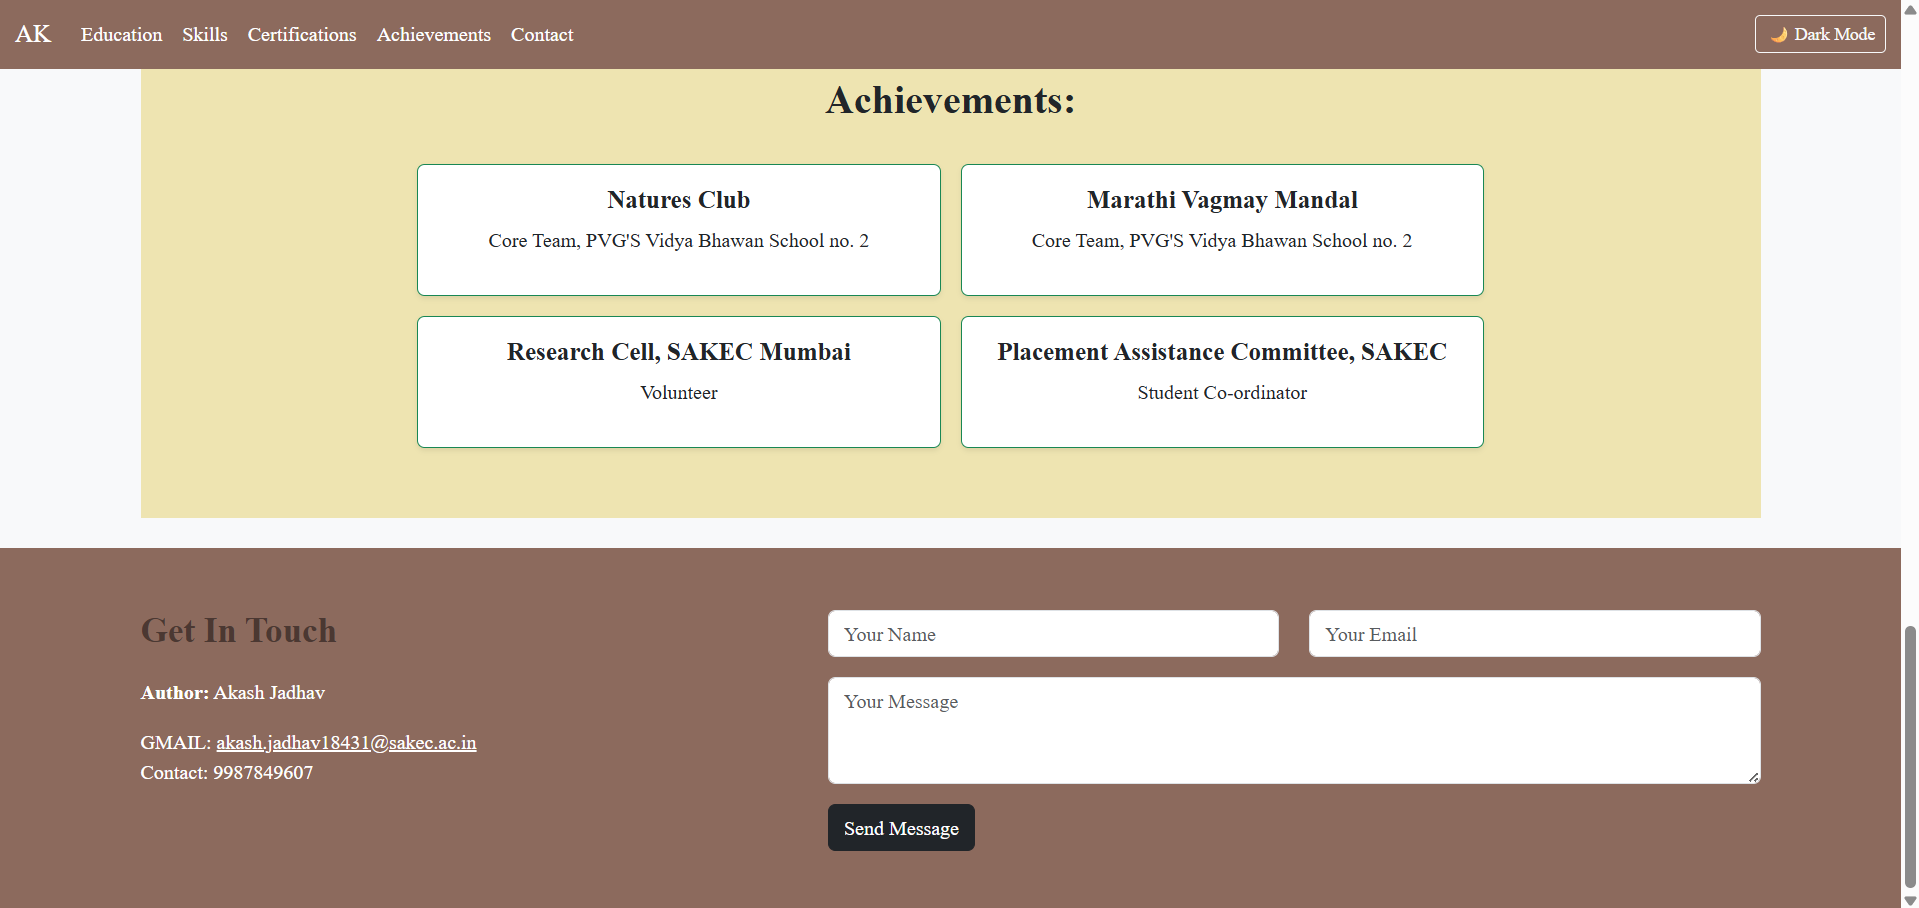 AK Education Skills Certifications Achievements Contact 🌙 Dark Mode
Achievements:
Natures Club
Core Team, PVG'S Vidya Bhawan School no. 2
Marathi Vagmay Mandal
Core Team, PVG'S Vidya Bhawan School no. 2
Research Cell, SAKEC Mumbai
Volunteer
Placement Assistance Committee, SAKEC
Student Co-ordinator
Get In Touch
Author: Akash Jadhav
GMAIL: akash.jadhav18431@sakec.ac.in
Contact: 9987849607
Your Name
Your Email
Your Message
Send Message